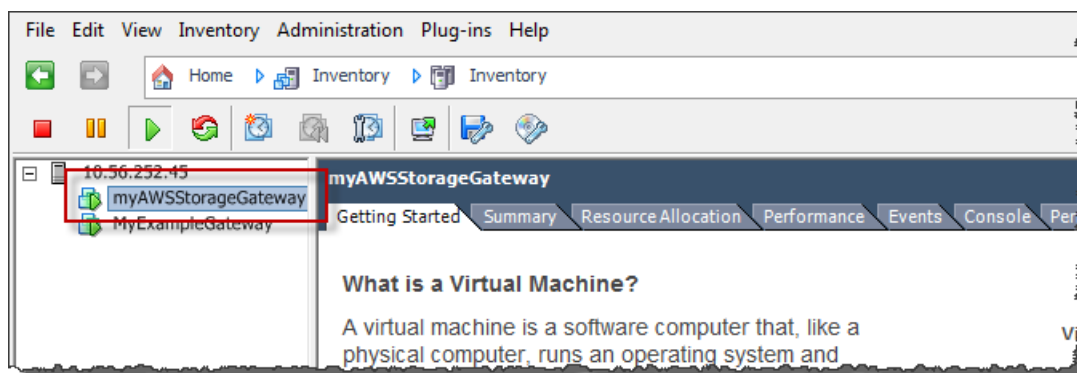 File Edit View Inventory Administration Plug-ins Help
Home Inventory Inventory
10.56.252.45
myAWSStorageGateway
MyExampleGateway
myAWSStorageGateway
Getting Started Summary Resource Allocation Performance Events Console Per
What is a Virtual Machine?
A virtual machine is a software computer that, like a
physical computer, runs an operating system and